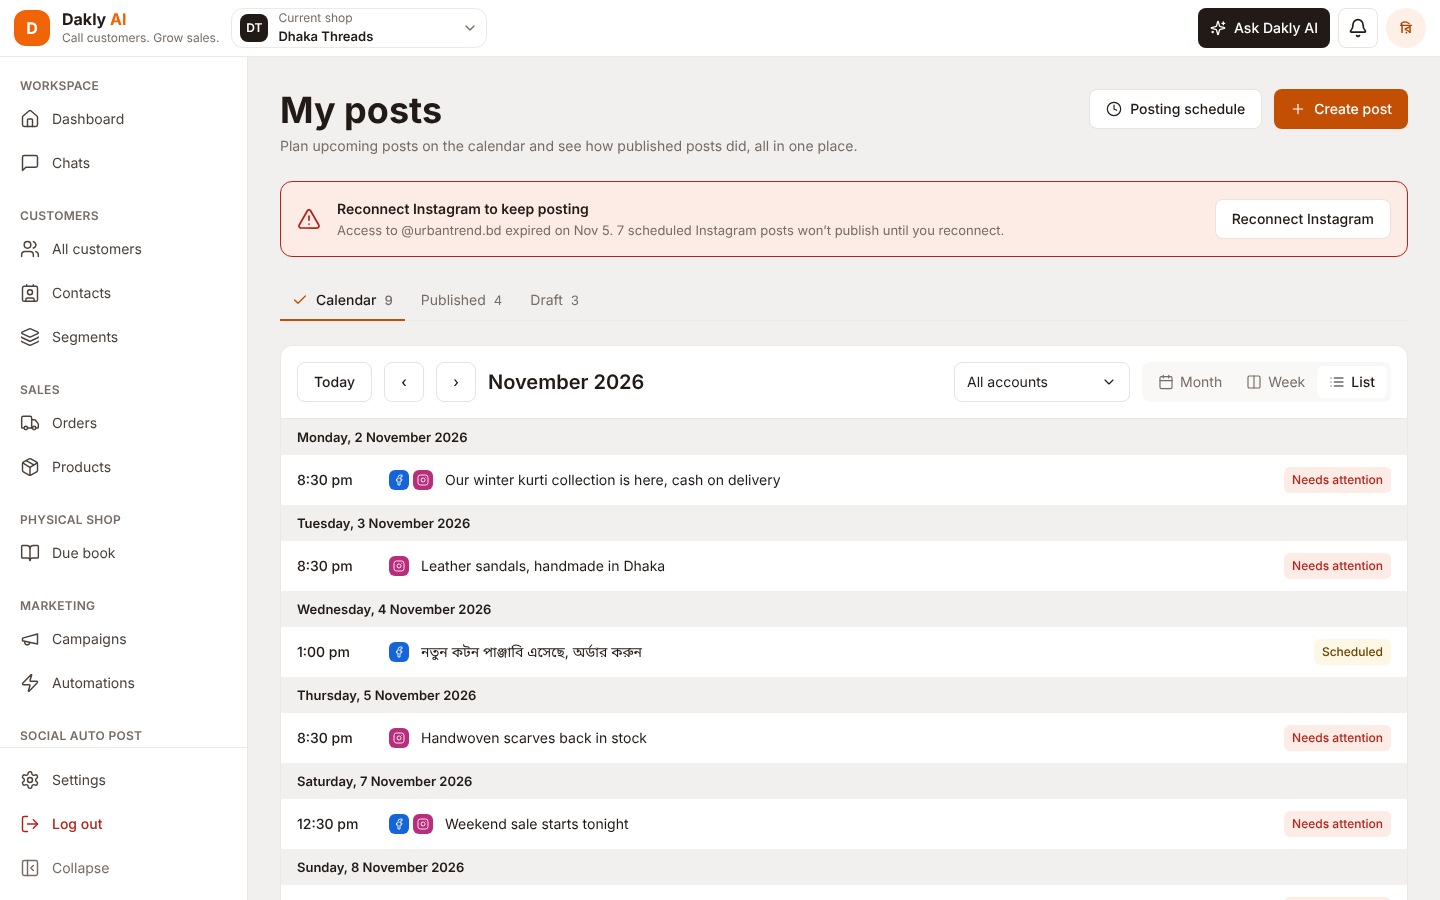 D
Dakly AI
Call customers. Grow sales.
DT
Current shop
Dhaka Threads
Ask Dakly AI
রি
WORKSPACE
Dashboard
Chats
CUSTOMERS
All customers
Contacts
Segments
SALES
Orders
Products
PHYSICAL SHOP
Due book
MARKETING
Campaigns
Automations
SOCIAL AUTO POST
Settings
Log out
Collapse
My posts
Plan upcoming posts on the calendar and see how published posts did, all in one place.
Posting schedule
Create post
Reconnect Instagram to keep posting
Access to @urbantrend.bd expired on Nov 5. 7 scheduled Instagram posts won’t publish until you reconnect.
Reconnect Instagram
Calendar 9 Published 4 Draft 3
Today ‹ › November 2026 All accounts Month Week List
Monday, 2 November 2026
8:30 pm Our winter kurti collection is here, cash on delivery Needs attention
Tuesday, 3 November 2026
8:30 pm Leather sandals, handmade in Dhaka Needs attention
Wednesday, 4 November 2026
1:00 pm নতুন কটন পাঞ্জাবি এসেছে, অর্ডার করুন Scheduled
Thursday, 5 November 2026
8:30 pm Handwoven scarves back in stock Needs attention
Saturday, 7 November 2026
12:30 pm Weekend sale starts tonight Needs attention
Sunday, 8 November 2026